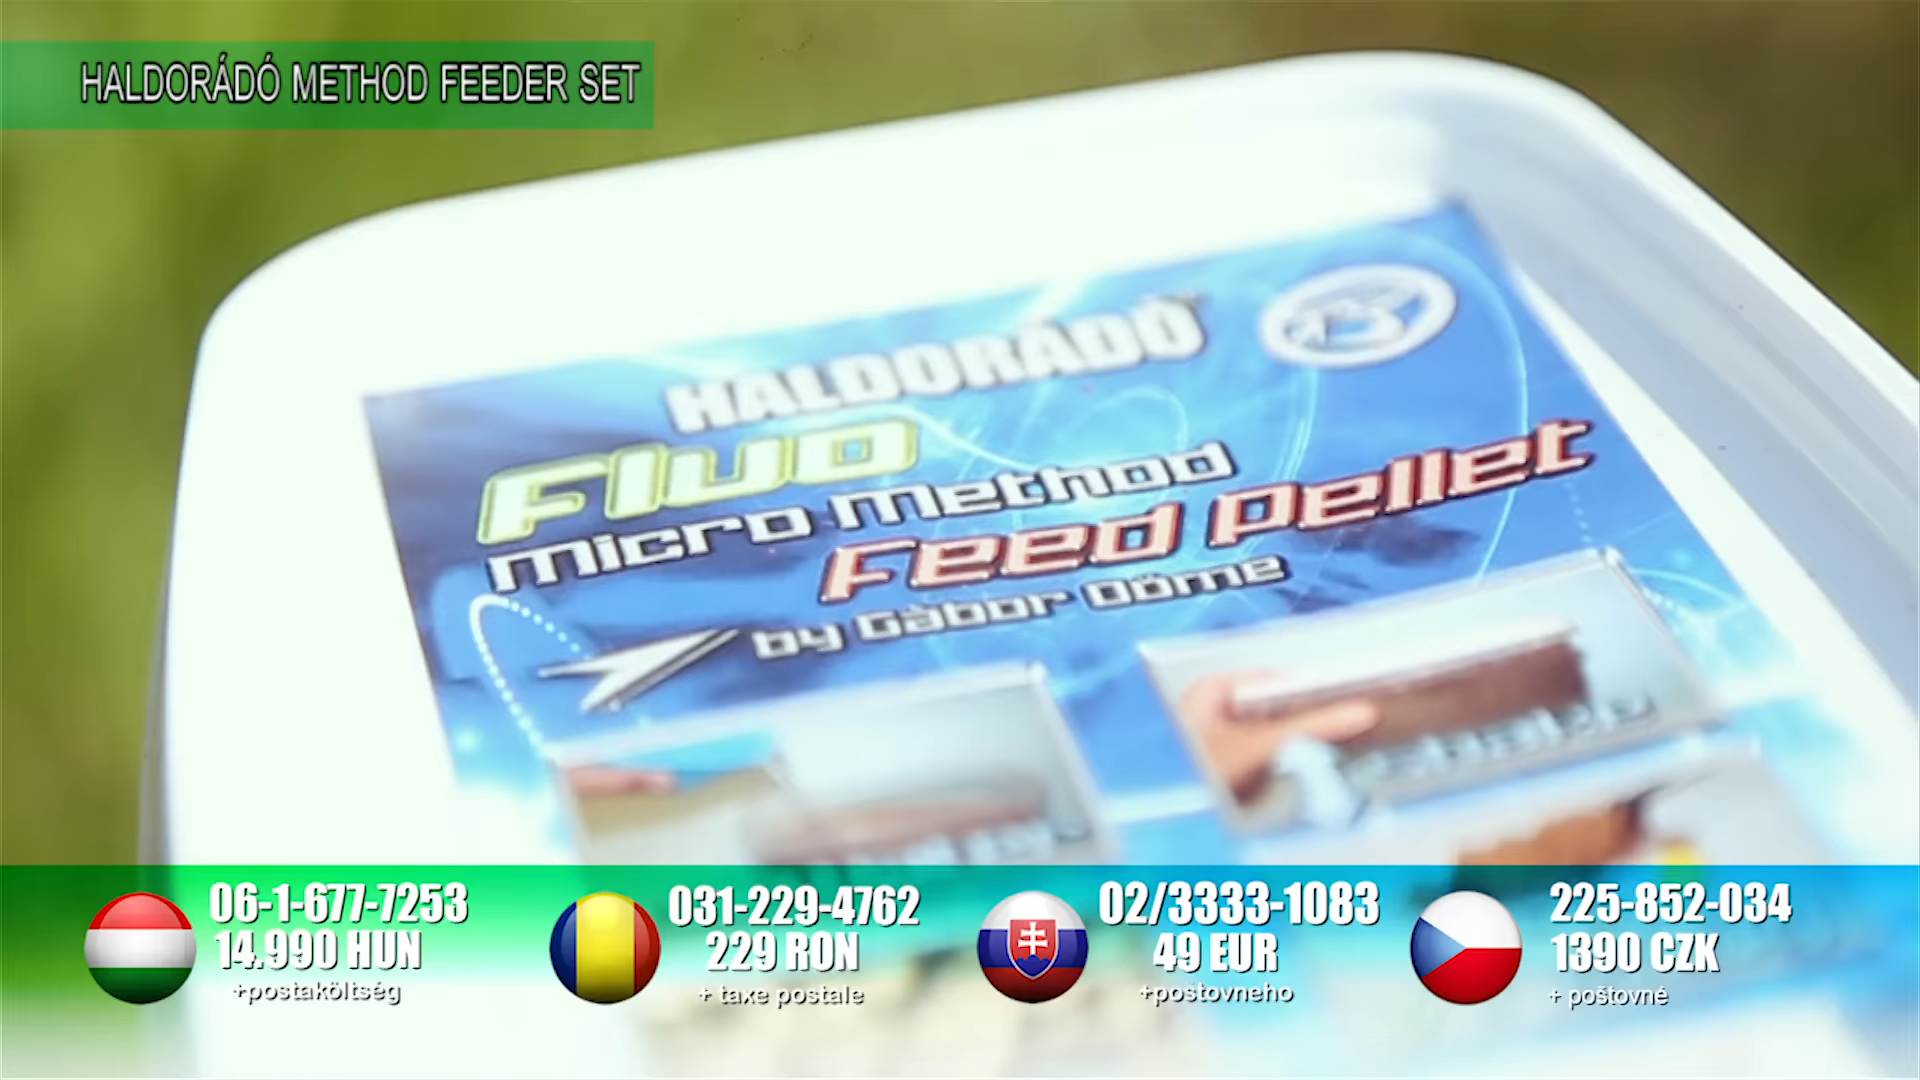 HALDORÁDÓ METHOD FEEDER SET
HALDORÁDÓ
Fluo
Micro Method
Feed Pellet
by Gàbor Döme
06-1-677-7253
14.990 HUN
+postaköltség
031-229-4762
229 RON
+ taxe postale
02/3333-1083
49 EUR
+postovneho
225-852-034
1390 CZK
+ poštovné